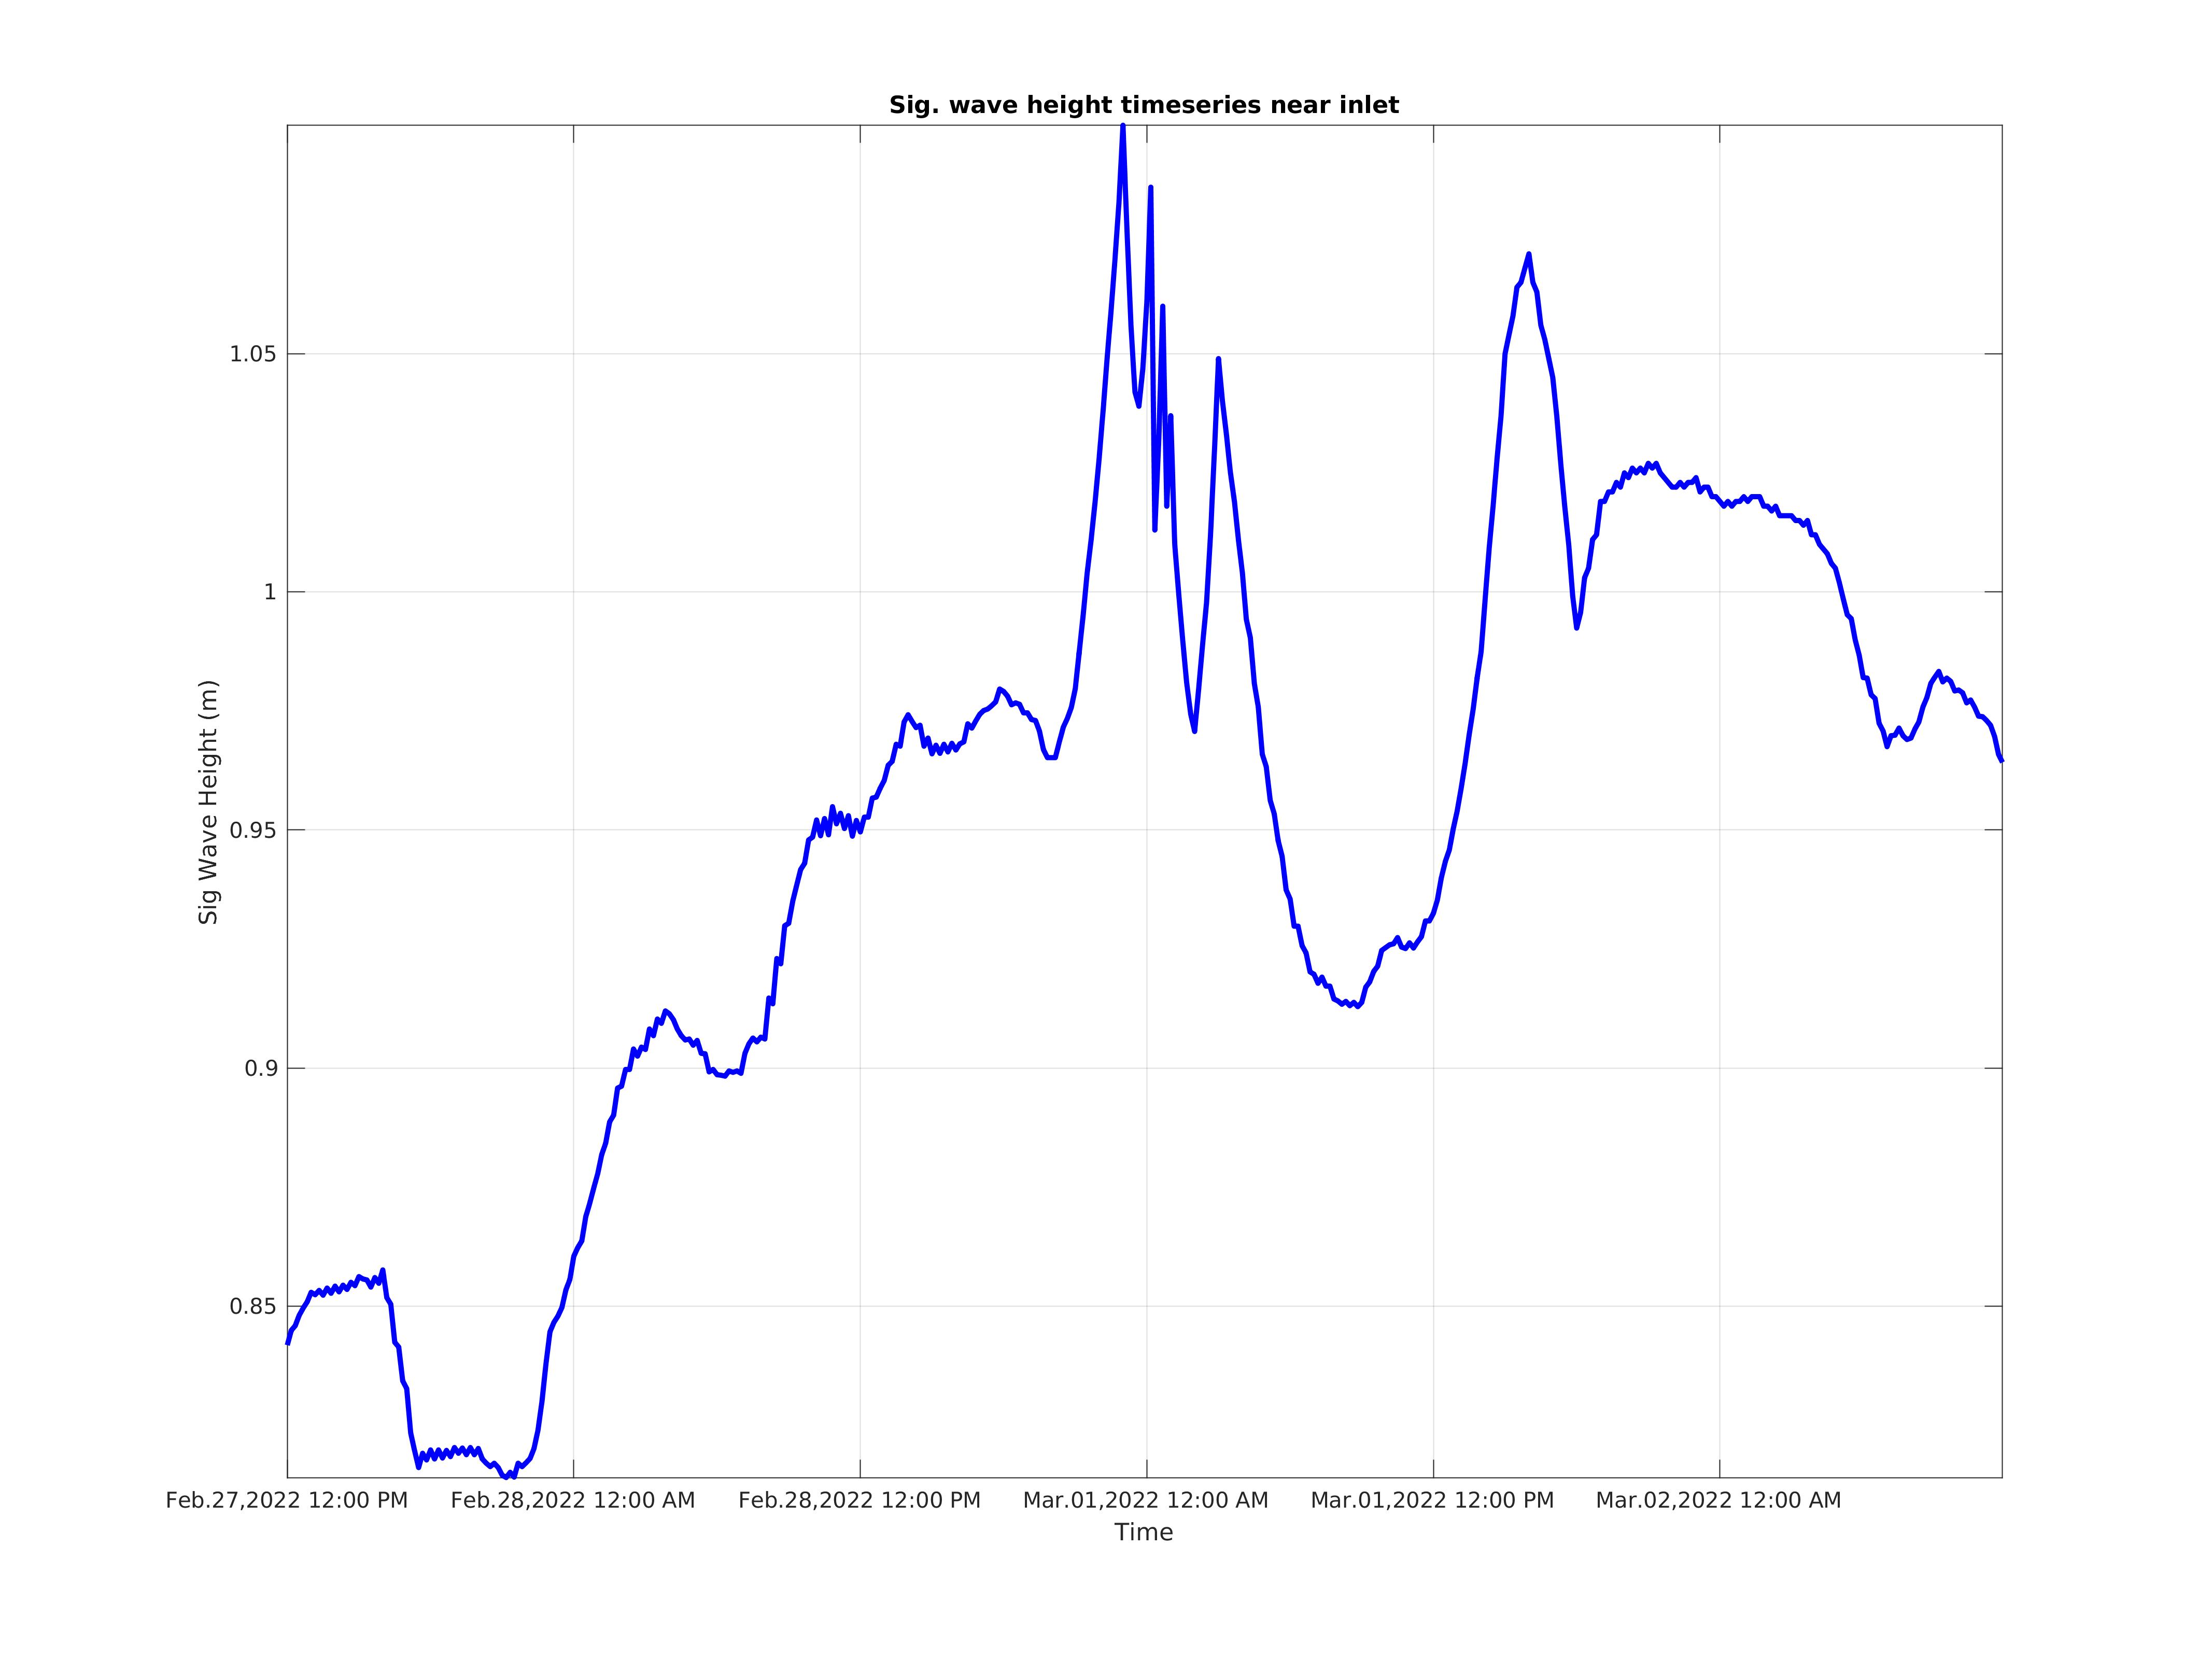 Sig. wave height timeseries near inlet
1.05
1
0.95
0.9
0.85
Sig Wave Height (m)
Feb.27,2022 12:00 PM Feb.28,2022 12:00 AM Feb.28,2022 12:00 PM Mar.01,2022 12:00 AM Mar.01,2022 12:00 PM Mar.02,2022 12:00 AM
Time